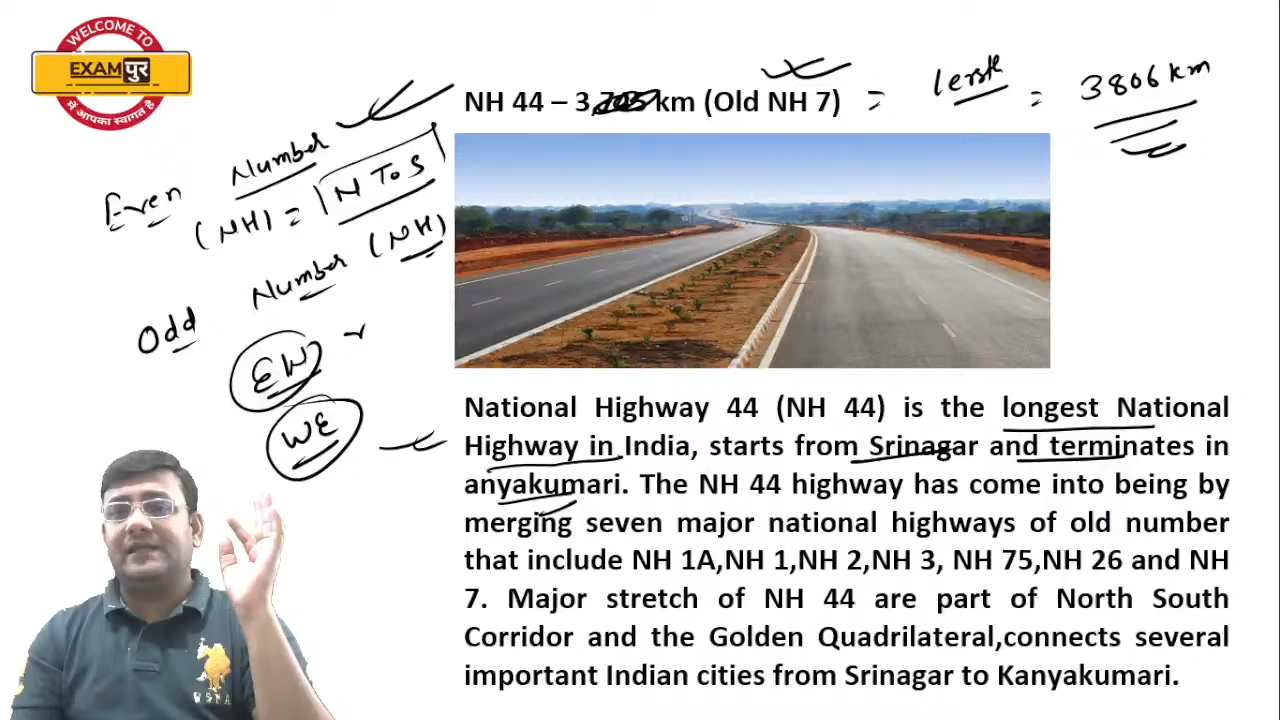 WELCOME TO
EXAMपुर
में आपका स्वागत है
NH 44 – 3, km (Old NH 7) =
= 3806 km
Even Number
(NH) = N To S
Odd Number (NH)
EW
WE
National Highway 44 (NH 44) is the longest National
Highway in India, starts from Srinagar and terminates in
anyakumari. The NH 44 highway has come into being by
merging seven major national highways of old number
that include NH 1A,NH 1,NH 2,NH 3, NH 75,NH 26 and NH
7. Major stretch of NH 44 are part of North South
Corridor and the Golden Quadrilateral,connects several
important Indian cities from Srinagar to Kanyakumari.